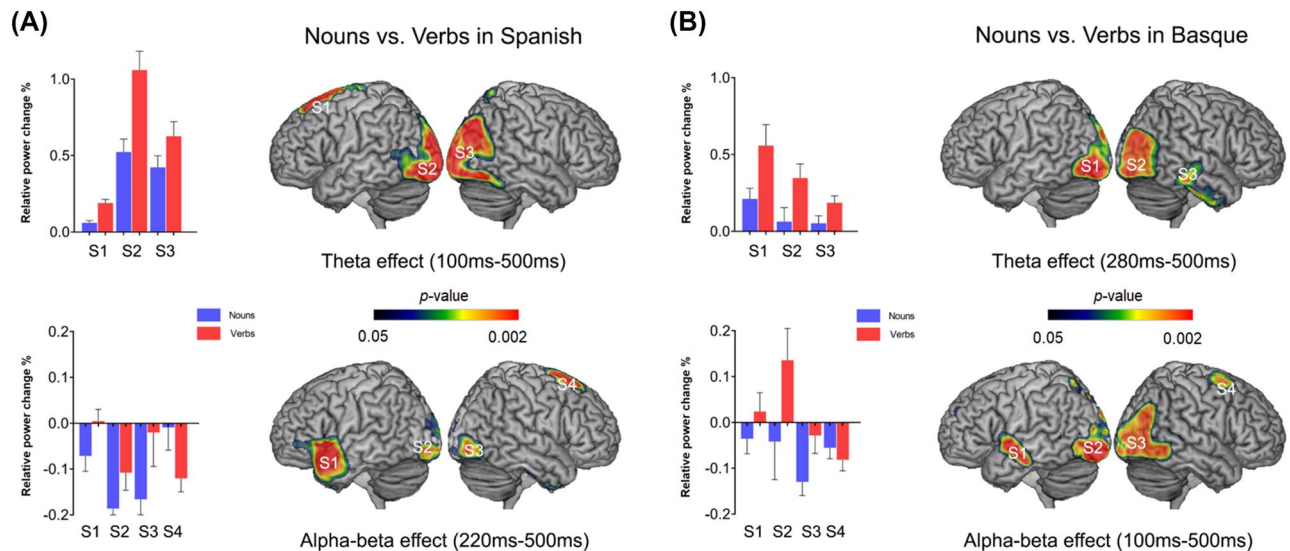 (A)
Nouns vs. Verbs in Spanish
Relative power change %
1.0
0.5
0.0
S1 S2 S3
S1
S2
S3
Theta effect (100ms-500ms)
p-value
0.05 0.002
Nouns
Verbs
Relative power change %
0.2
0.1
0.0
-0.1
-0.2
S1 S2 S3 S4
S1
S2
S3
S4
Alpha-beta effect (220ms-500ms)
(B)
Nouns vs. Verbs in Basque
Relative power change %
1.0
0.5
0.0
S1 S2 S3
S1
S2
S3
Theta effect (280ms-500ms)
p-value
0.05 0.002
Nouns
Verbs
Relative power change %
0.2
0.1
0.0
-0.1
-0.2
S1 S2 S3 S4
S1
S2
S3
S4
Alpha-beta effect (100ms-500ms)